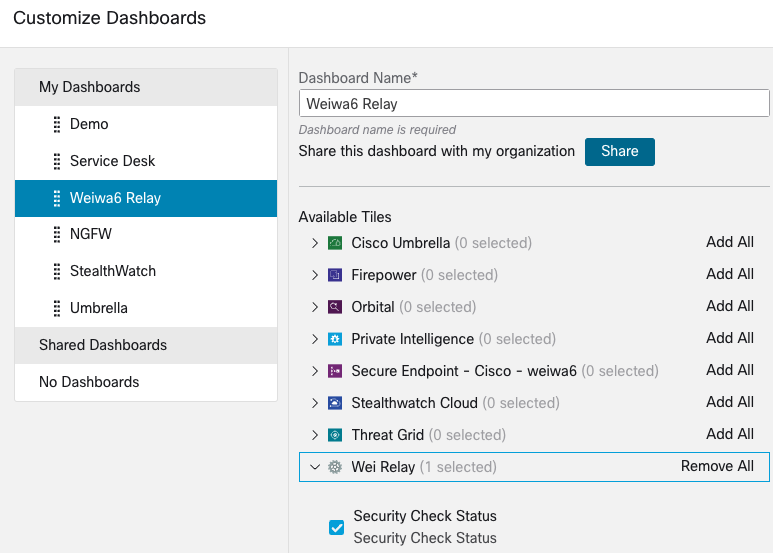 Customize Dashboards
My Dashboards
Demo
Service Desk
Weiwa6 Relay
NGFW
StealthWatch
Umbrella
Shared Dashboards
No Dashboards
Dashboard Name*
Weiwa6 Relay
Dashboard name is required
Share this dashboard with my organization Share
Available Tiles
Cisco Umbrella (0 selected) Add All
Firepower (0 selected) Add All
Orbital (0 selected) Add All
Private Intelligence (0 selected) Add All
Secure Endpoint - Cisco - weiwa6 (0 selected) Add All
Stealthwatch Cloud (0 selected) Add All
Threat Grid (0 selected) Add All
Wei Relay (1 selected) Remove All
Security Check Status
Security Check Status